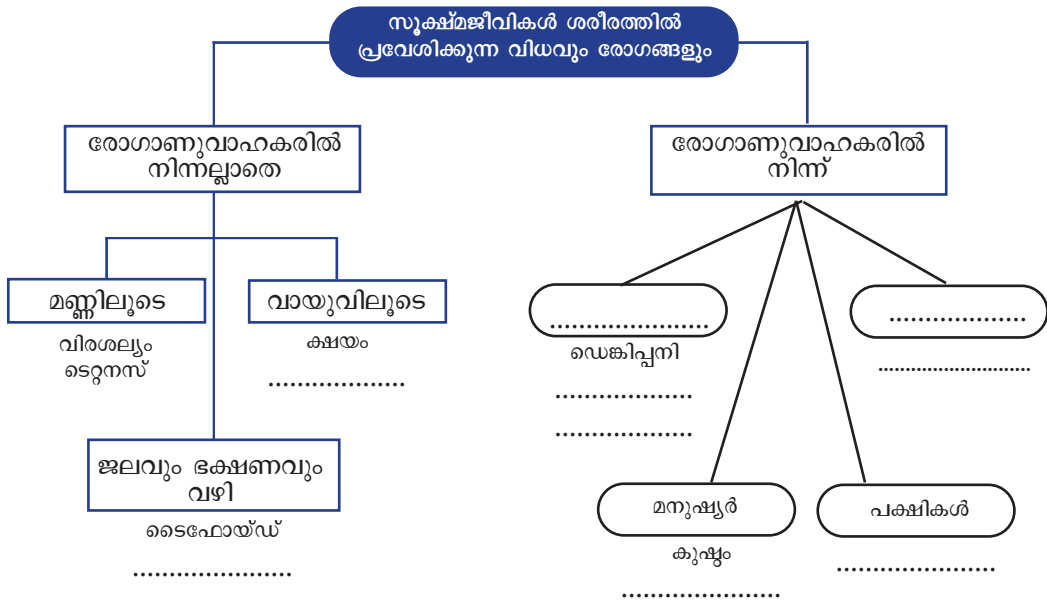 സൂക്ഷ്മജീവികൾ ശരീരത്തിൽ
പ്രവേശിക്കുന്ന വിധവും രോഗങ്ങളും
രോഗാണുവാഹകരിൽ
നിന്നല്ലാതെ
രോഗാണുവാഹകരിൽ
നിന്ന്
മണ്ണിലൂടെ
വിരശല്യം
ടെറ്റനസ്
വായുവിലൂടെ
ക്ഷയം
...................
ജലവും ഭക്ഷണവും
വഴി
ടൈഫോയ്ഡ്
......................
......................
ഡെങ്കിപ്പനി
...................
...................
...................
............................
മനുഷ്യർ
കുഷ്ഠം
......................
പക്ഷികൾ
......................